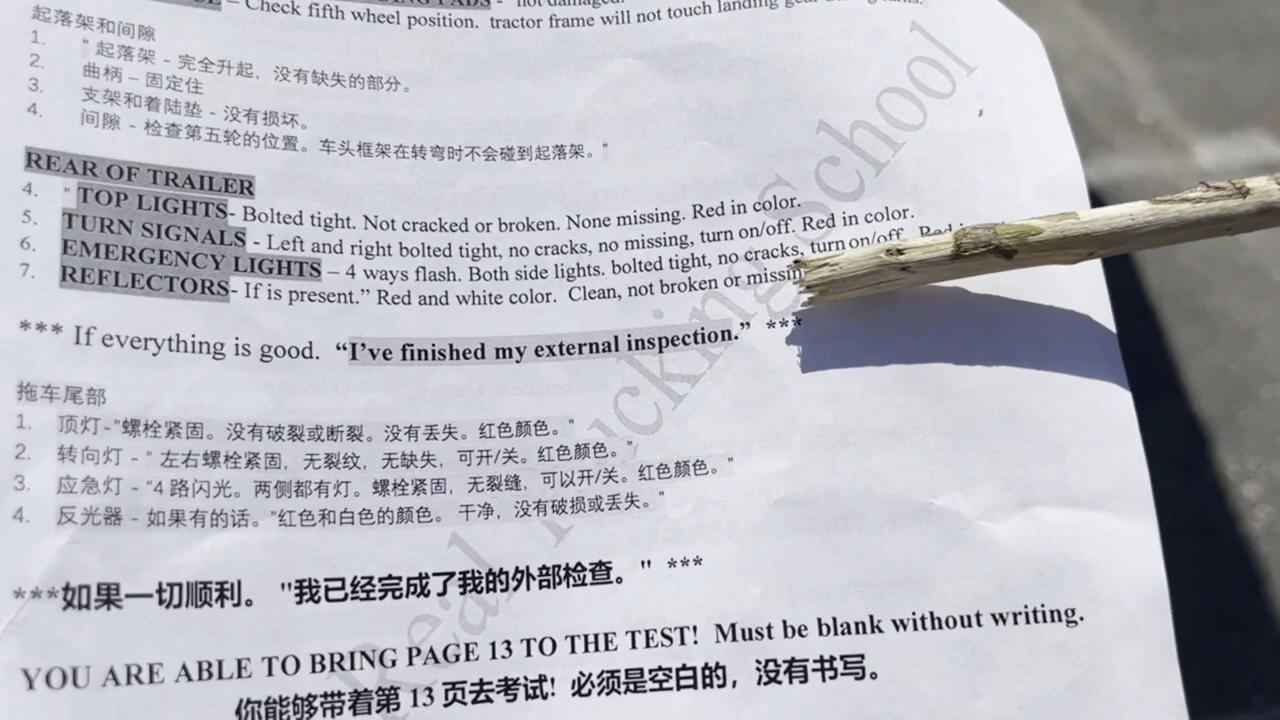 – Check fifth wheel position. tractor frame will not touch landing
起落架和间隙
1. " 起落架 - 完全升起，没有缺失的部分。
2. 曲柄 – 固定住
3. 支架和着陆垫 - 没有损坏。
4. 间隙 - 检查第五轮的位置。车头框架在转弯时不会碰到起落架。"
REAR OF TRAILER
4. " TOP LIGHTS- Bolted tight. Not cracked or broken. None missing. Red in color.
5. TURN SIGNALS - Left and right bolted tight, no cracks, no missing, turn on/off. Red in color.
6. EMERGENCY LIGHTS – 4 ways flash. Both side lights. bolted tight, no cracks, turn on/off.
7. REFLECTORS- If is present.” Red and white color. Clean, not broken or
*** If everything is good. “I’ve finished my external inspection.” ***
拖车尾部
1. 顶灯-"螺栓紧固。没有破裂或断裂。没有丢失。红色颜色。"
2. 转向灯 - " 左右螺栓紧固，无裂纹，无缺失，可开/关。红色颜色。"
3. 应急灯 - "4 路闪光。两侧都有灯。螺栓紧固，无裂缝，可以开/关。红色颜色。"
4. 反光器 - 如果有的话。"红色和白色的颜色。 干净，没有破损或丢失。"
***如果一切顺利。 "我已经完成了我的外部检查。" ***
YOU ARE ABLE TO BRING PAGE 13 TO THE TEST! Must be blank without writing.
你能够带着第 13 页去考试! 必须是空白的，没有书写。
Real Trucking School